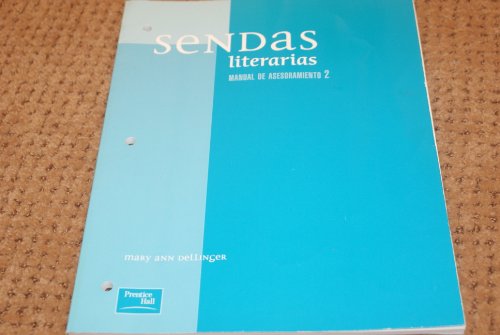 SeNDas
literarias
MANUAL DE ASESORAMIENTO 2
maRy aNN DeLLINGeR
Prentice
Hall